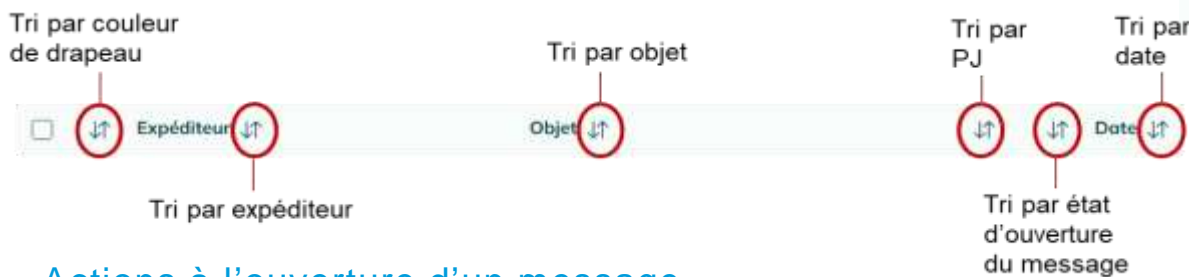 Tri par couleur
de drapeau
Tri par objet
Tri par
PJ
Tri par
date
Expéditeur
Objet
Date
Tri par expéditeur
Tri par état
d'ouverture
du message
Actions à l'ouverture d'un message